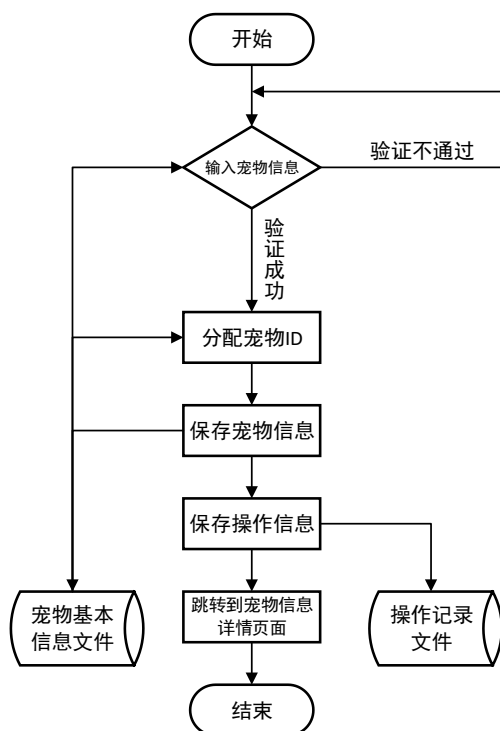 开始
输入宠物信息
验证不通过
验
证
成
功
分配宠物ID
保存宠物信息
保存操作信息
宠物基本
信息文件
跳转到宠物信息
详情页面
操作记录
文件
结束